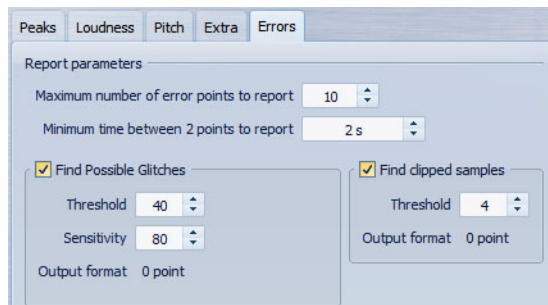 Peaks Loudness Pitch Extra Errors
Report parameters
Maximum number of error points to report 10
Minimum time between 2 points to report 2 s
Find Possible Glitches
Threshold 40
Sensitivity 80
Output format 0 point
Find clipped samples
Threshold 4
Output format 0 point